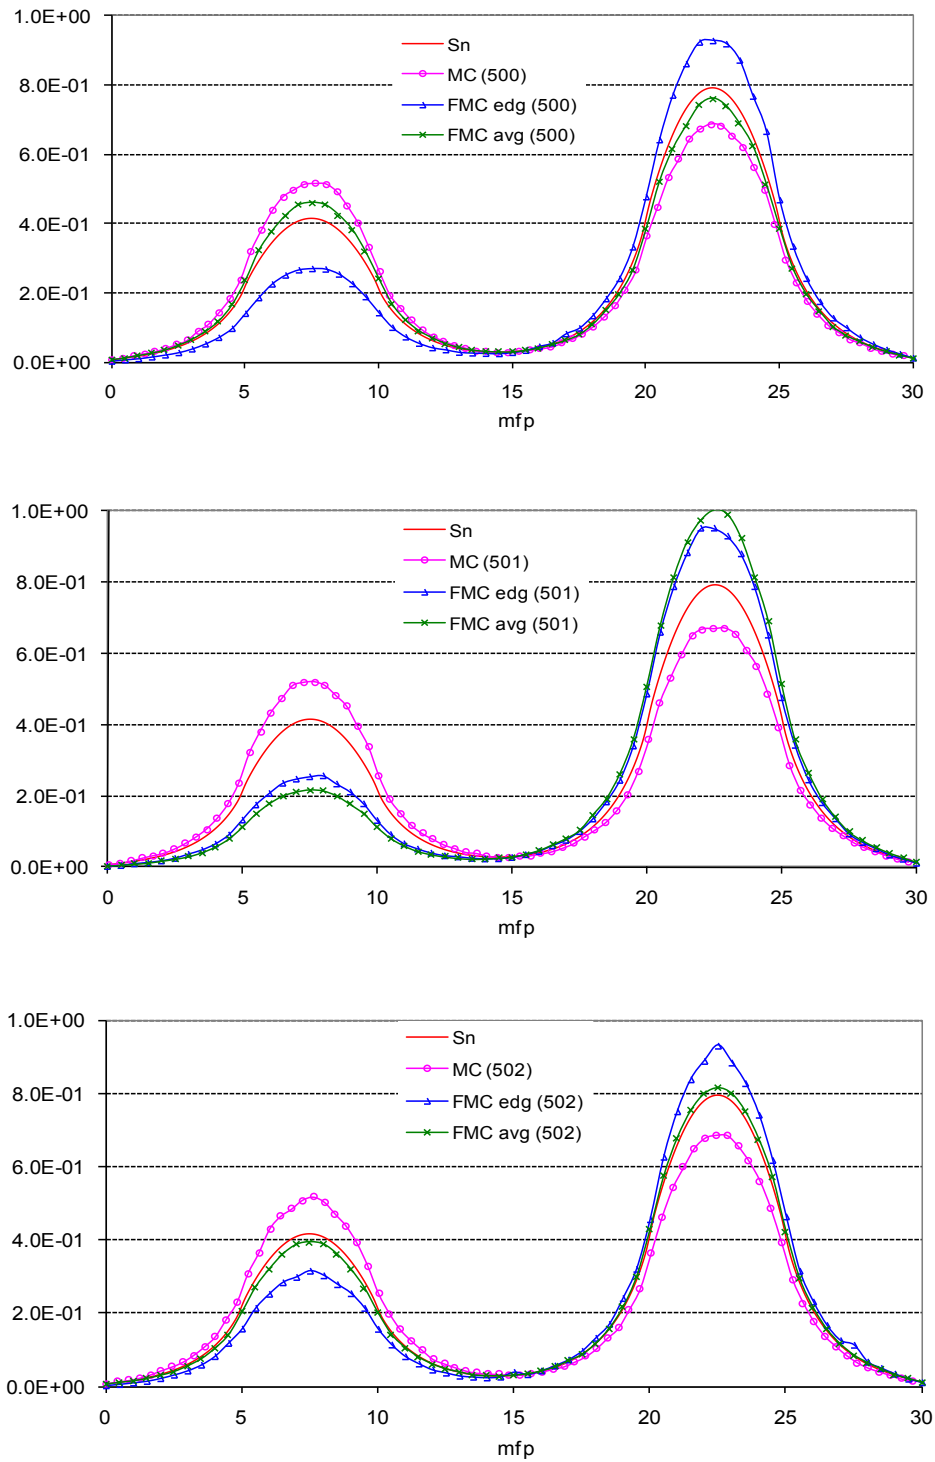 1.0E+00
8.0E-01
6.0E-01
4.0E-01
2.0E-01
0.0E+00
Sn
MC (500)
FMC edg (500)
FMC avg (500)
0 5 10 15 20 25 30
mfp
1.0E+00
8.0E-01
6.0E-01
4.0E-01
2.0E-01
0.0E+00
Sn
MC (501)
FMC edg (501)
FMC avg (501)
0 5 10 15 20 25 30
mfp
1.0E+00
8.0E-01
6.0E-01
4.0E-01
2.0E-01
0.0E+00
Sn
MC (502)
FMC edg (502)
FMC avg (502)
0 5 10 15 20 25 30
mfp